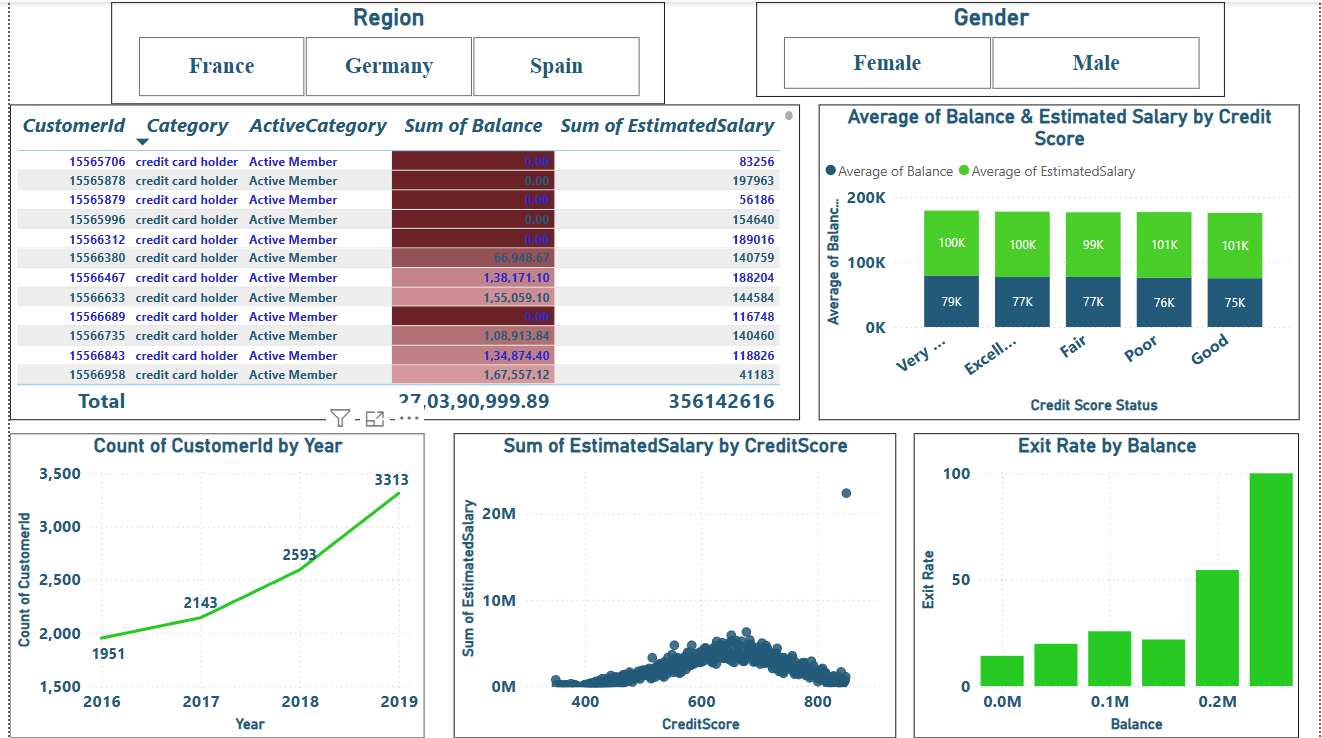 Region
France Germany Spain
Gender
Female Male
CustomerId Category ActiveCategory Sum of Balance Sum of EstimatedSalary
15565706 credit card holder Active Member 0.00 83256
15565878 credit card holder Active Member 0.00 197963
15565879 credit card holder Active Member 0.00 56186
15565996 credit card holder Active Member 0.00 154640
15566312 credit card holder Active Member 0.00 189016
15566380 credit card holder Active Member 66,948.67 140759
15566467 credit card holder Active Member 1,38,171.10 188204
15566633 credit card holder Active Member 1,55,059.10 144584
15566689 credit card holder Active Member 0.00 116748
15566735 credit card holder Active Member 1,08,913.84 140460
15566843 credit card holder Active Member 1,34,874.40 118826
15566958 credit card holder Active Member 1,67,557.12 41183
Total 27,03,90,999.89 356142616
Average of Balance & Estimated Salary by Credit
Score
Average of Balance Average of EstimatedSalary
Average of Balanc...
200K
100K
0K
100K 100K 99K 101K 101K
79K 77K 77K 76K 75K
Very ... Excell... Fair Poor Good
Credit Score Status
Count of CustomerId by Year
Count of CustomerId
3,500
3,000
2,500
2,000
1,500
1951 2143 2593 3313
2016 2017 2018 2019
Year
Sum of EstimatedSalary by CreditScore
Sum of EstimatedSalary
20M
10M
0M
400 600 800
CreditScore
Exit Rate by Balance
Exit Rate
100
50
0
0.0M 0.1M 0.2M
Balance